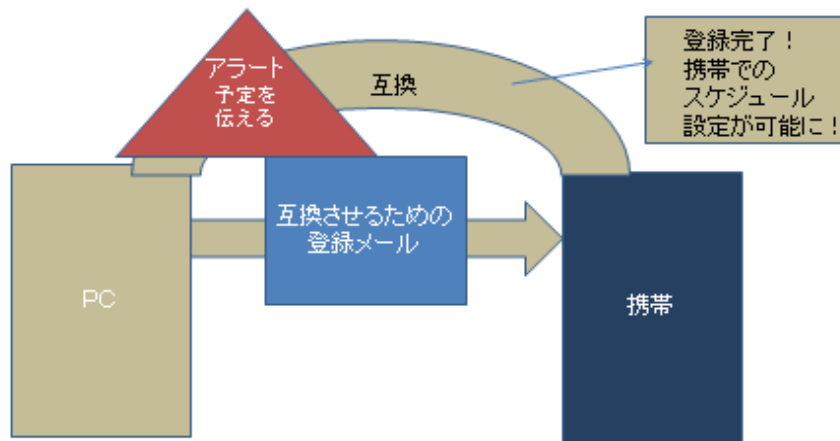 アラート
予定を
伝える
互換
登録完了！
携帯での
スケジュール
設定が可能に！
互換させるための
登録メール
PC
携帯